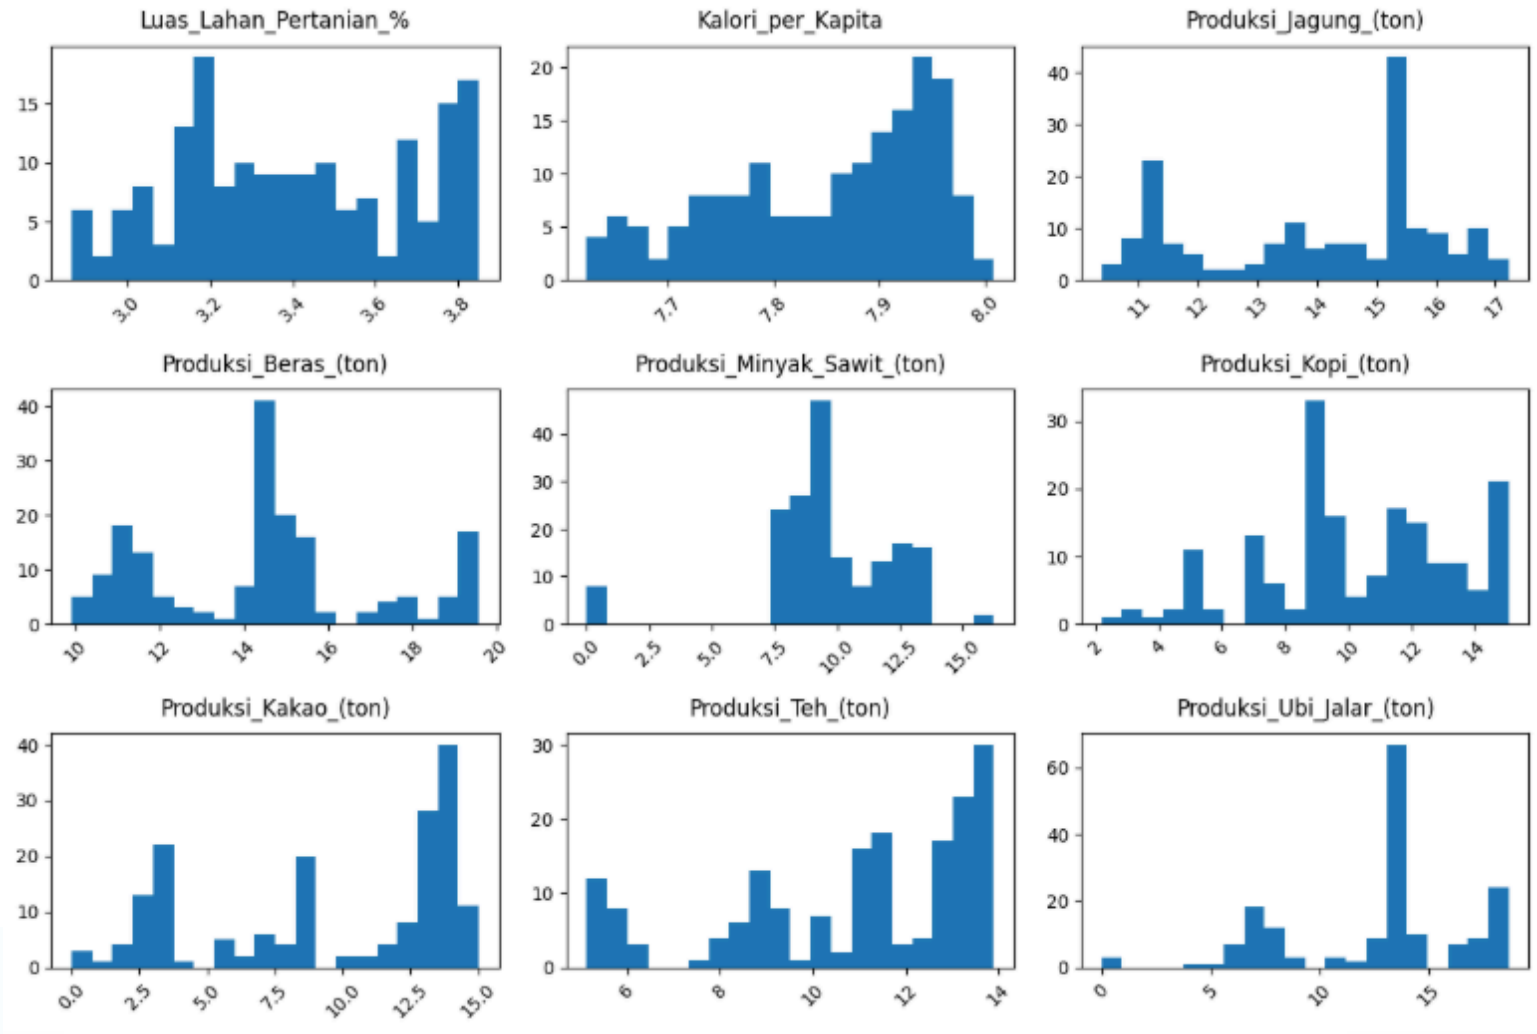 Luas_Lahan_Pertanian_%
15
10
5
0
3.0 3.2 3.4 3.6 3.8
Kalori_per_Kapita
20
15
10
5
0
7.7 7.8 7.9 8.0
Produksi_Jagung_(ton)
40
30
20
10
0
11 12 13 14 15 16 17
Produksi_Beras_(ton)
40
30
20
10
0
10 12 14 16 18 20
Produksi_Minyak_Sawit_(ton)
40
30
20
10
0
0.0 2.5 5.0 7.5 10.0 12.5 15.0
Produksi_Kopi_(ton)
30
20
10
0
2 4 6 8 10 12 14
Produksi_Kakao_(ton)
40
30
20
10
0
0.0 2.5 5.0 7.5 10.0 12.5 15.0
Produksi_Teh_(ton)
30
20
10
0
6 8 10 12 14
Produksi_Ubi_Jalar_(ton)
60
40
20
0
0 5 10 15